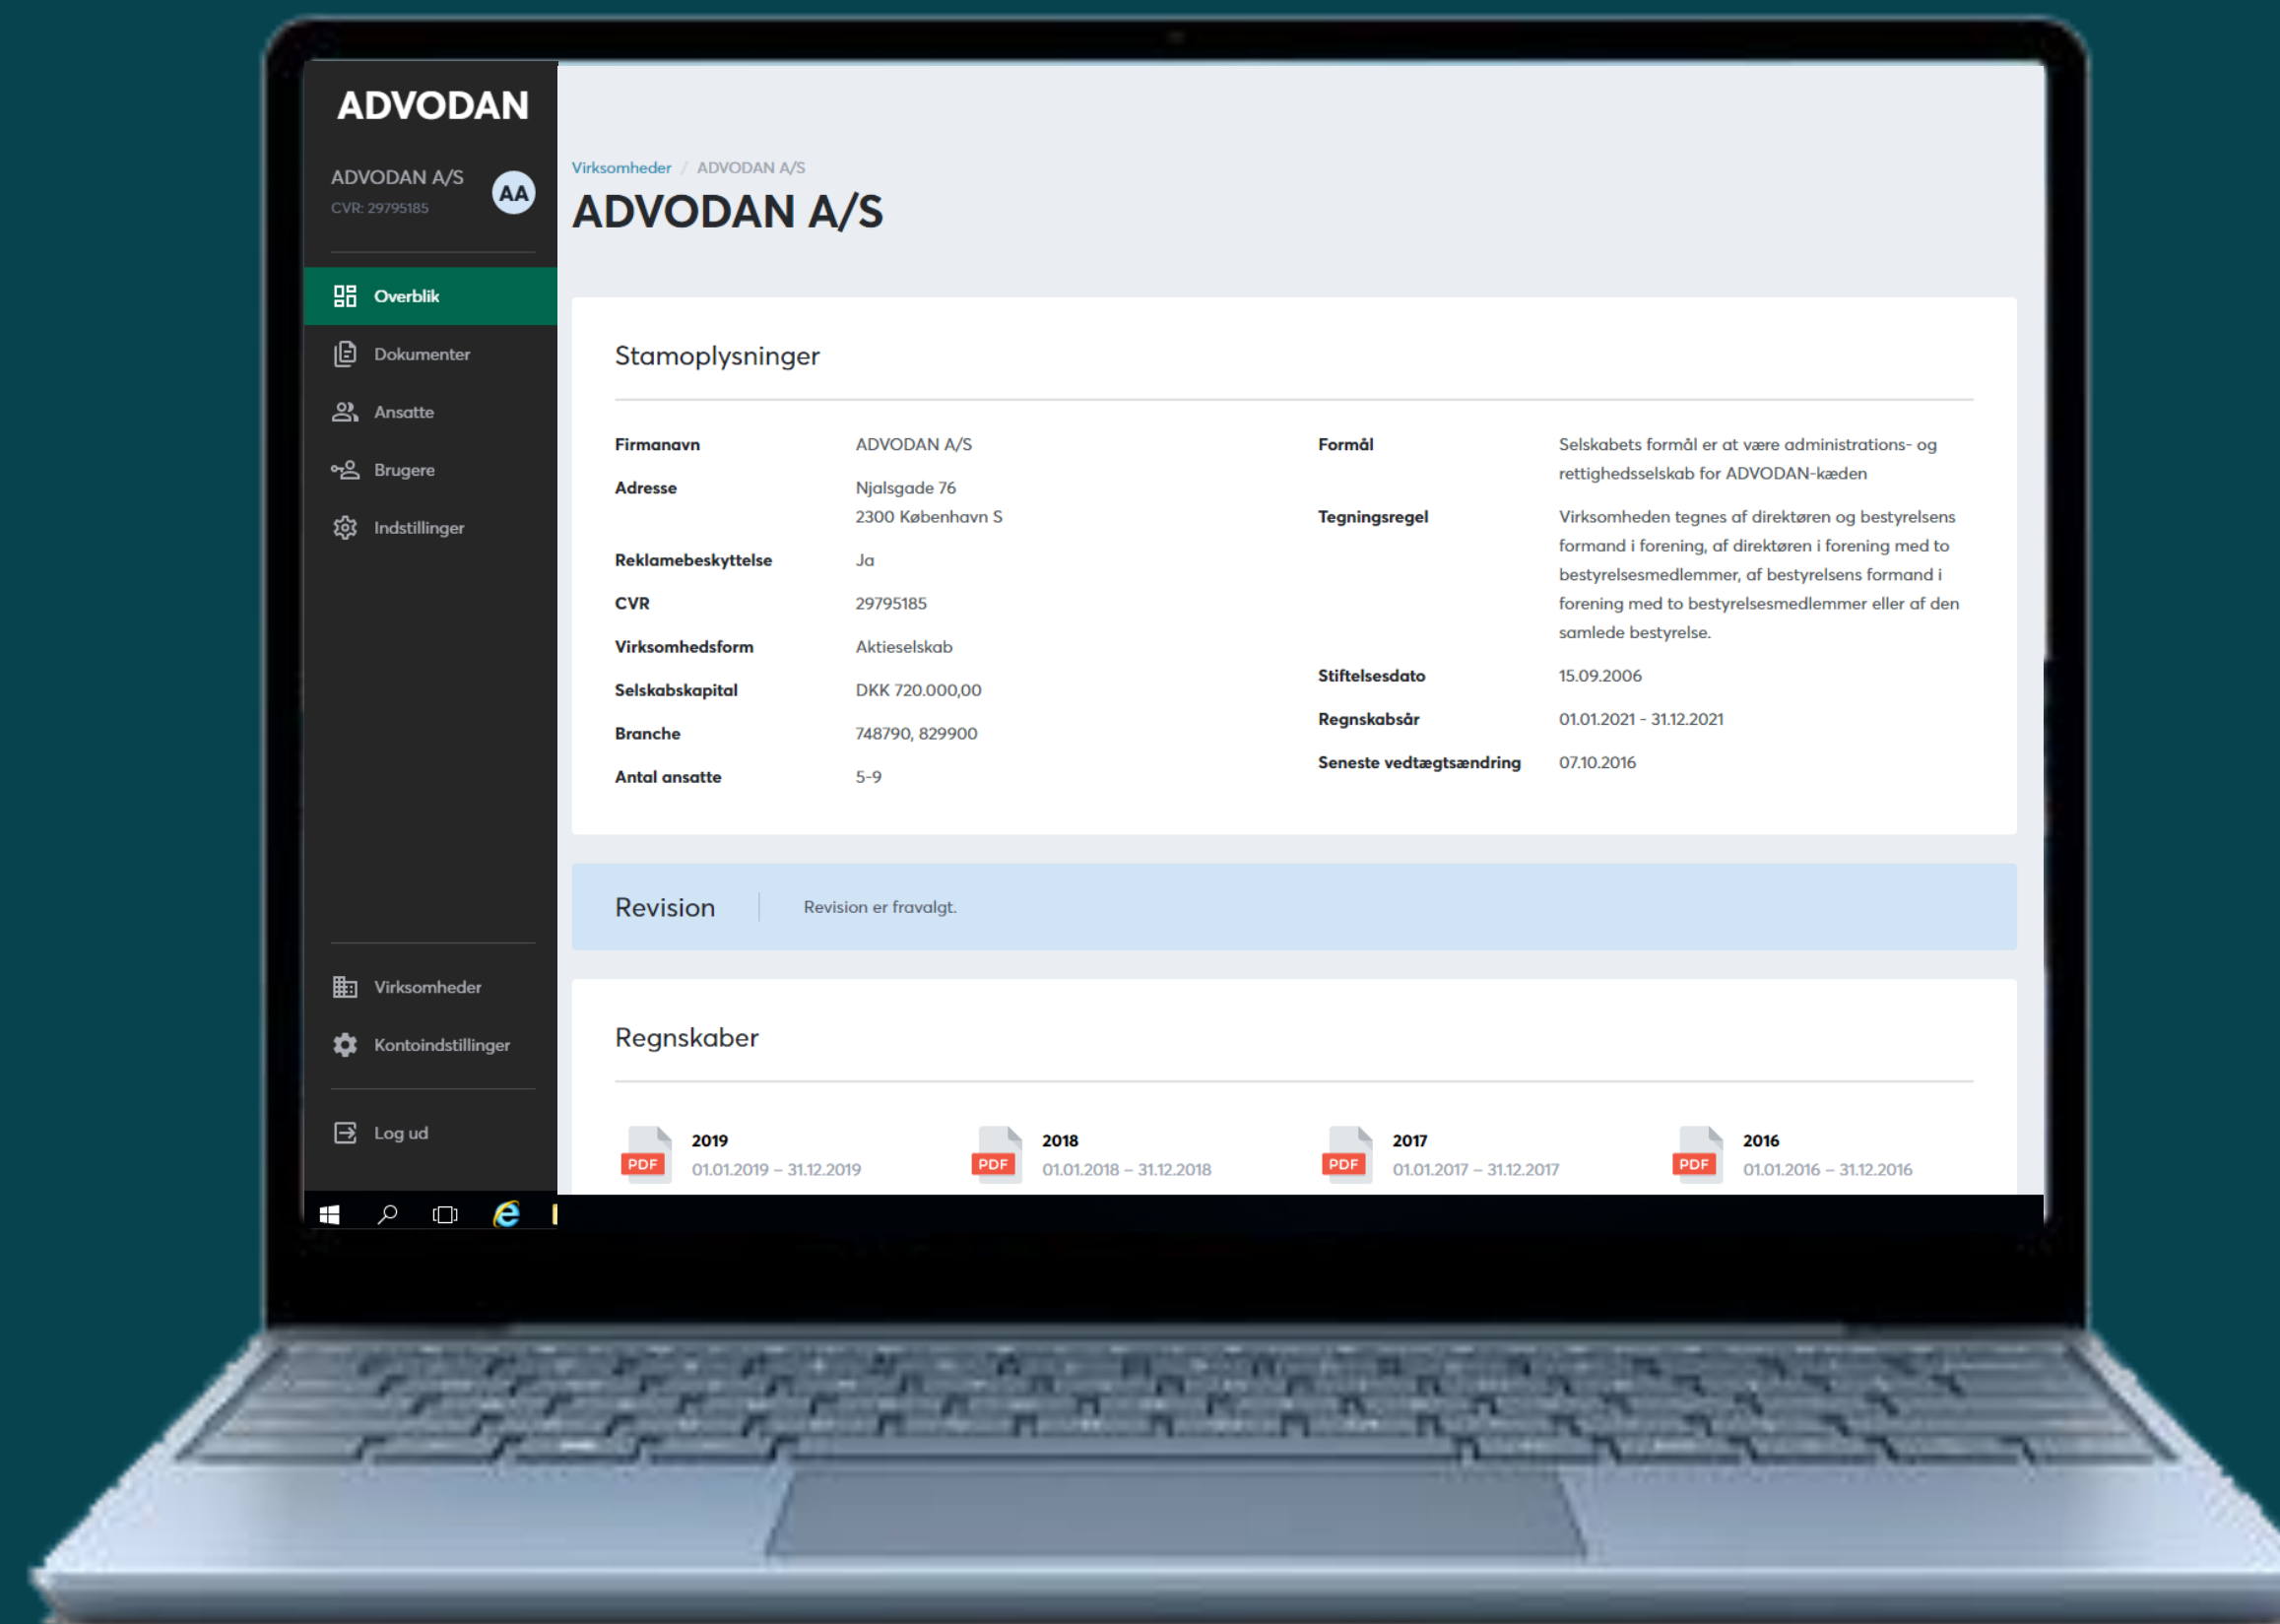 ADVODAN
ADVODAN A/S
CVR: 29795185
AA
Overblik
Dokumenter
Ansatte
Brugere
Indstillinger
Virksomheder
Kontoindstillinger
Log ud
Virksomheder / ADVODAN A/S
ADVODAN A/S
Stamoplysninger
Firmanavn ADVODAN A/S
Adresse Njalsgade 76
2300 København S
Reklamebeskyttelse Ja
CVR 29795185
Virksomhedsform Aktieselskab
Selskabskapital DKK 720.000,00
Branche 748790, 829900
Antal ansatte 5-9
Formål Selskabets formål er at være administrations- og
rettighedsselskab for ADVODAN-kæden
Tegningsregel Virksomheden tegnes af direktøren og bestyrelsens
formand i forening, af direktøren i forening med to
bestyrelsesmedlemmer, af bestyrelsens formand i
forening med to bestyrelsesmedlemmer eller af den
samlede bestyrelse.
Stiftelsesdato 15.09.2006
Regnskabsår 01.01.2021 - 31.12.2021
Seneste vedtægtsændring 07.10.2016
Revision Revision er fravalgt.
Regnskaber
PDF 2019
01.01.2019 – 31.12.2019
PDF 2018
01.01.2018 – 31.12.2018
PDF 2017
01.01.2017 – 31.12.2017
PDF 2016
01.01.2016 – 31.12.2016